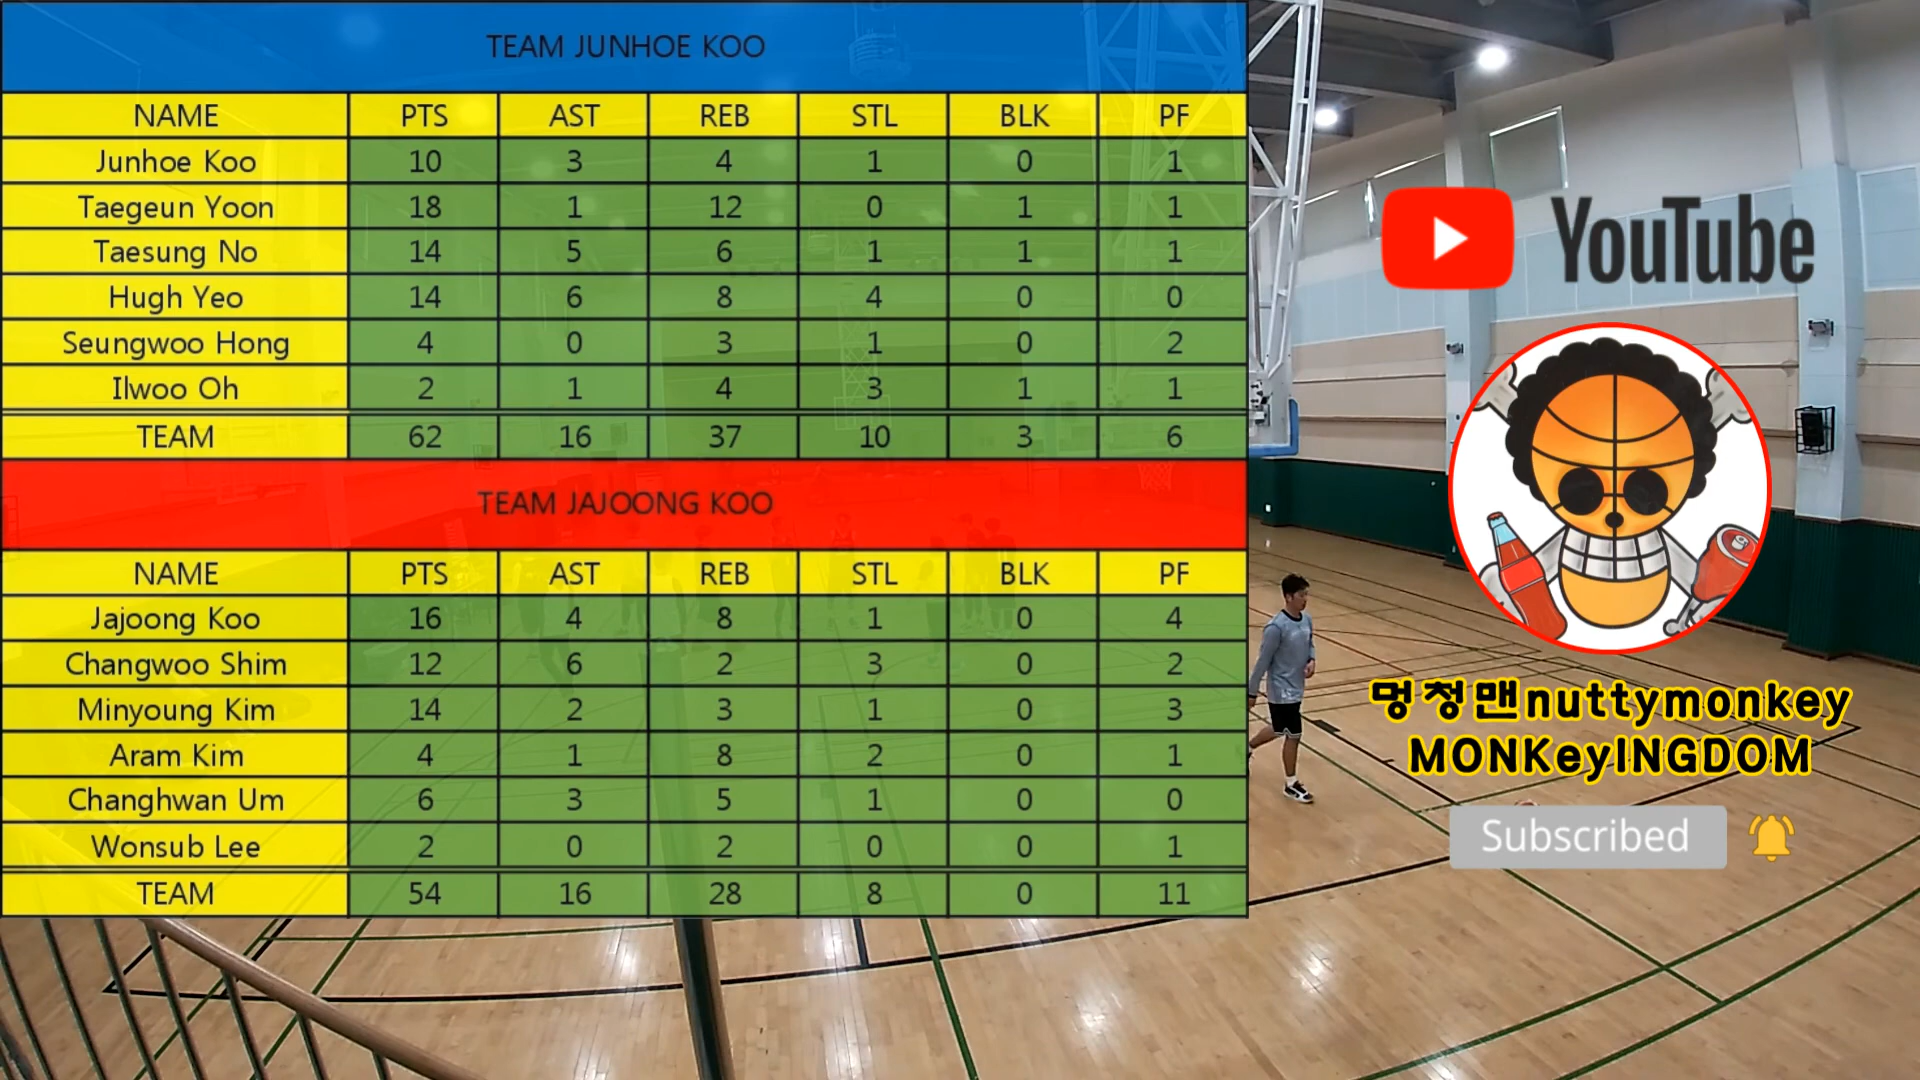 TEAM JUNHOE KOO
NAME PTS AST REB STL BLK PF
Junhoe Koo 10 3 4 1 0 1
Taegeun Yoon 18 1 12 0 1 1
Taesung No 14 5 6 1 1 1
Hugh Yeo 14 6 8 4 0 0
Seungwoo Hong 4 0 3 1 0 2
Ilwoo Oh 2 1 4 3 1 1
TEAM 62 16 37 10 3 6
TEAM JAJOONG KOO
NAME PTS AST REB STL BLK PF
Jajoong Koo 16 4 8 1 0 4
Changwoo Shim 12 6 2 3 0 2
Minyoung Kim 14 2 3 1 0 3
Aram Kim 4 1 8 2 0 1
Changhwan Um 6 3 5 1 0 0
Wonsub Lee 2 0 2 0 0 1
TEAM 54 16 28 8 0 11
YouTube
멍청맨nuttymonkey
MONKeyINGDOM
Subscribed